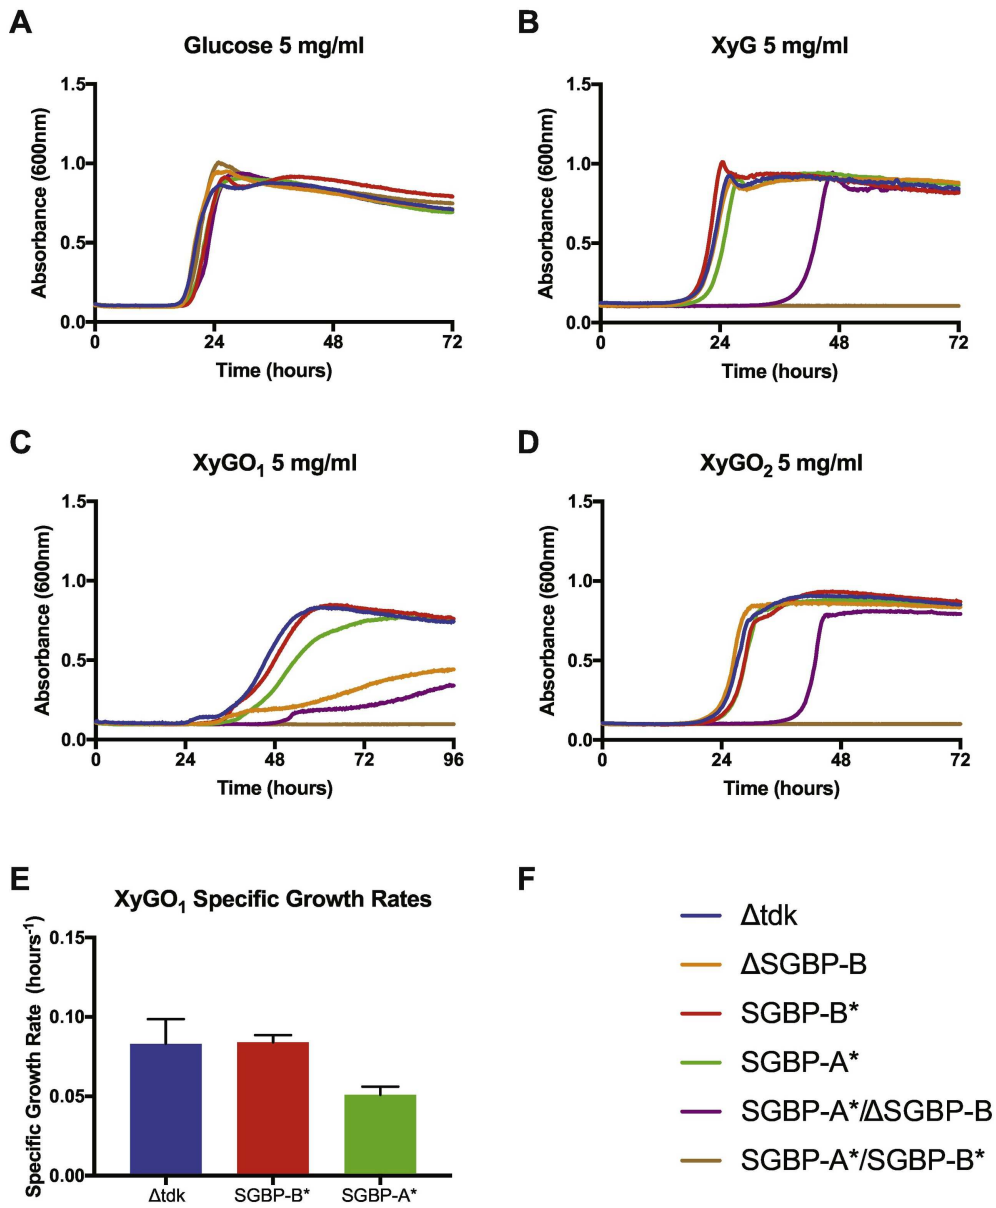 A
Glucose 5 mg/ml
Absorbance (600nm)
1.5
1.0
0.5
0.0
0 24 48 72
Time (hours)
B
XyG 5 mg/ml
Absorbance (600nm)
1.5
1.0
0.5
0.0
0 24 48 72
Time (hours)
C
XyGO1 5 mg/ml
Absorbance (600nm)
1.5
1.0
0.5
0.0
0 24 48 72 96
Time (hours)
D
XyGO2 5 mg/ml
Absorbance (600nm)
1.5
1.0
0.5
0.0
0 24 48 72
Time (hours)
E
XyGO1 Specific Growth Rates
Specific Growth Rate (hours-1)
0.15
0.10
0.05
0.00
Δtdk SGBP-B* SGBP-A*
F
Δtdk
ΔSGBP-B
SGBP-B*
SGBP-A*
SGBP-A*/ΔSGBP-B
SGBP-A*/SGBP-B*